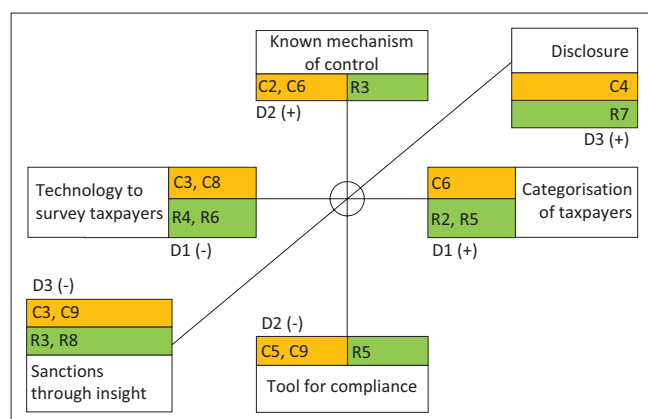 Known mechanism
of control
C2, C6
R3
D2 (+)
Disclosure
C4
R7
D3 (+)
Technology to
survey taxpayers
C3, C8
R4, R6
D1 (-)
C6
R2, R5
Categorisation
of taxpayers
D1 (+)
D3 (-)
C3, C9
R3, R8
Sanctions
through insight
D2 (-)
C5, C9
R5
Tool for compliance